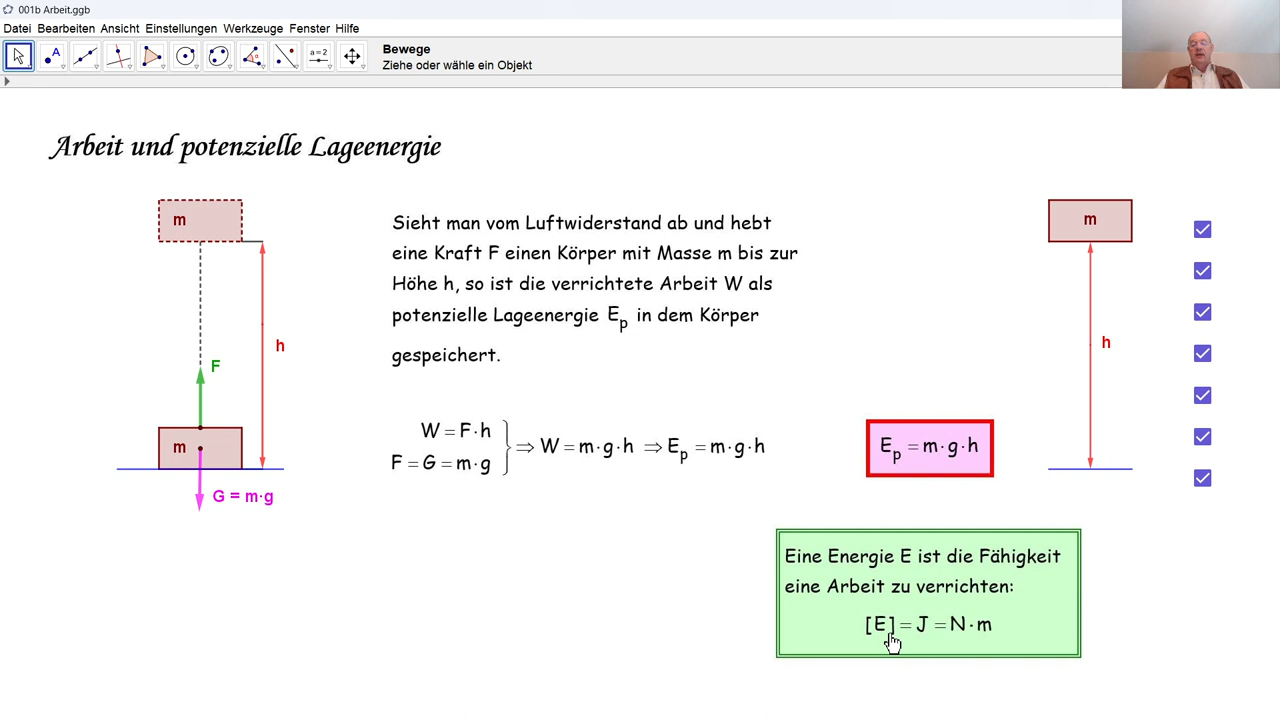 001b Arbeit.ggb
Datei Bearbeiten Ansicht Einstellungen Werkzeuge Fenster Hilfe
A
α
a=2
Bewege
Ziehe oder wähle ein Objekt
Arbeit und potenzielle Lageenergie
m
h
F
m
G = m·g
Sieht man vom Luftwiderstand ab und hebt
eine Kraft F einen Körper mit Masse m bis zur
Höhe h, so ist die verrichtete Arbeit W als
potenzielle Lageenergie Eₚ in dem Körper
gespeichert.
W = F·h
F = G = m·g
⇒ W = m·g·h ⇒ Eₚ = m·g·h
Eₚ = m·g·h
m
h
Eine Energie E ist die Fähigkeit
eine Arbeit zu verrichten:
[E] = J = N·m